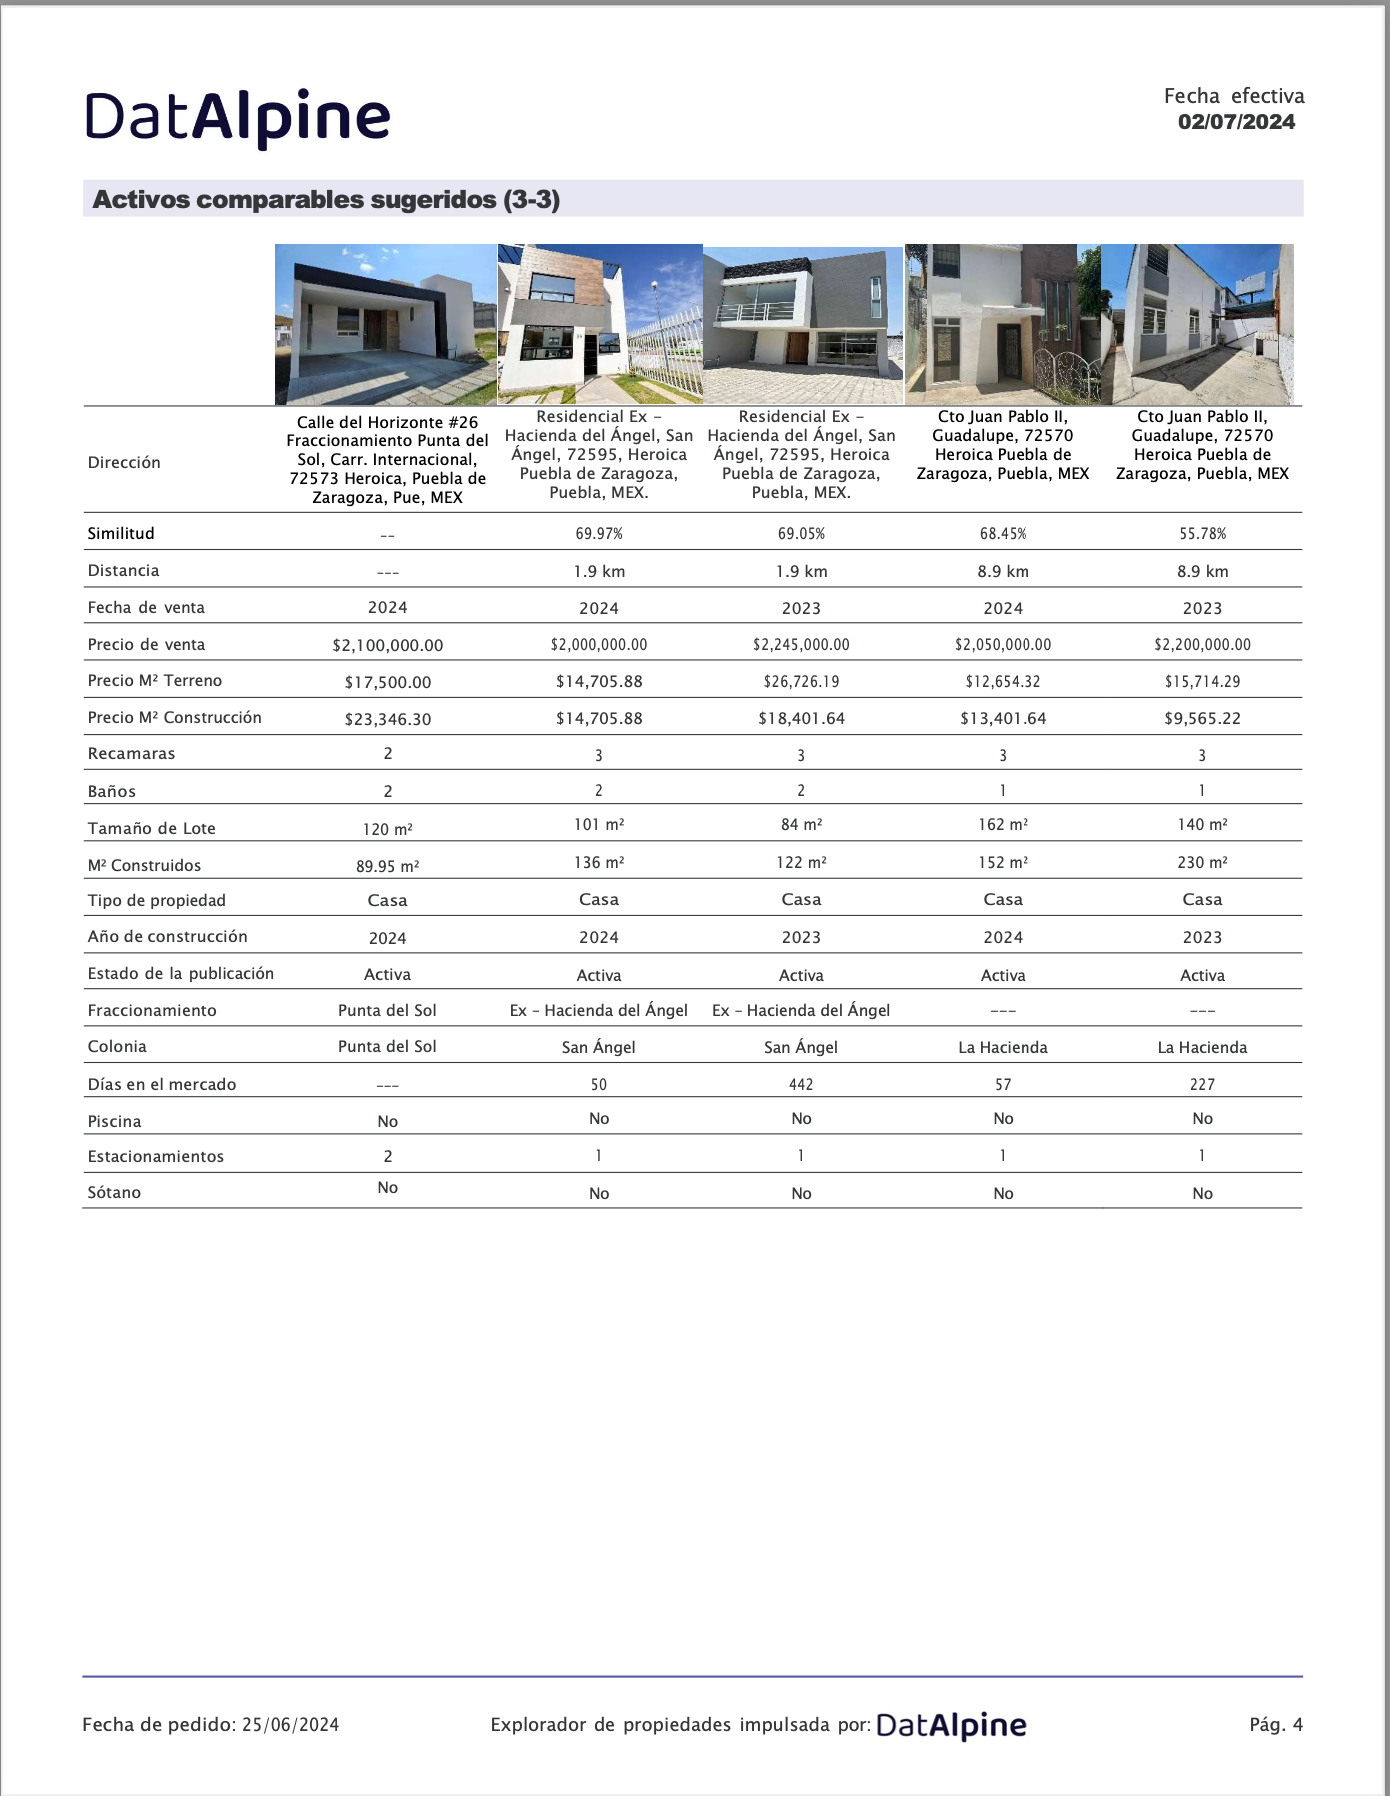 DatAlpine
Fecha efectiva
02/07/2024
Activos comparables sugeridos (3-3)
Dirección
Calle del Horizonte #26
Fraccionamiento Punta del
Sol, Carr. Internacional,
72573 Heroica, Puebla de
Zaragoza, Pue, MEX
Residencial Ex -
Hacienda del Ángel, San
Ángel, 72595, Heroica
Puebla de Zaragoza,
Puebla, MEX.
Residencial Ex -
Hacienda del Ángel, San
Ángel, 72595, Heroica
Puebla de Zaragoza,
Puebla, MEX.
Cto Juan Pablo II,
Guadalupe, 72570
Heroica Puebla de
Zaragoza, Puebla, MEX
Cto Juan Pablo II,
Guadalupe, 72570
Heroica Puebla de
Zaragoza, Puebla, MEX
Similitud -- 69.97% 69.05% 68.45% 55.78%
Distancia --- 1.9 km 1.9 km 8.9 km 8.9 km
Fecha de venta 2024 2024 2023 2024 2023
Precio de venta $2,100,000.00 $2,000,000.00 $2,245,000.00 $2,050,000.00 $2,200,000.00
Precio M² Terreno $17,500.00 $14,705.88 $26,726.19 $12,654.32 $15,714.29
Precio M² Construcción $23,346.30 $14,705.88 $18,401.64 $13,401.64 $9,565.22
Recamaras 2 3 3 3 3
Baños 2 2 2 1 1
Tamaño de Lote 120 m² 101 m² 84 m² 162 m² 140 m²
M² Construidos 89.95 m² 136 m² 122 m² 152 m² 230 m²
Tipo de propiedad Casa Casa Casa Casa Casa
Año de construcción 2024 2024 2023 2024 2023
Estado de la publicación Activa Activa Activa Activa Activa
Fraccionamiento Punta del Sol Ex - Hacienda del Ángel Ex - Hacienda del Ángel --- ---
Colonia Punta del Sol San Ángel San Ángel La Hacienda La Hacienda
Días en el mercado --- 50 442 57 227
Piscina No No No No No
Estacionamientos 2 1 1 1 1
Sótano No No No No No
Fecha de pedido: 25/06/2024
Explorador de propiedades impulsada por: DatAlpine
Pág. 4